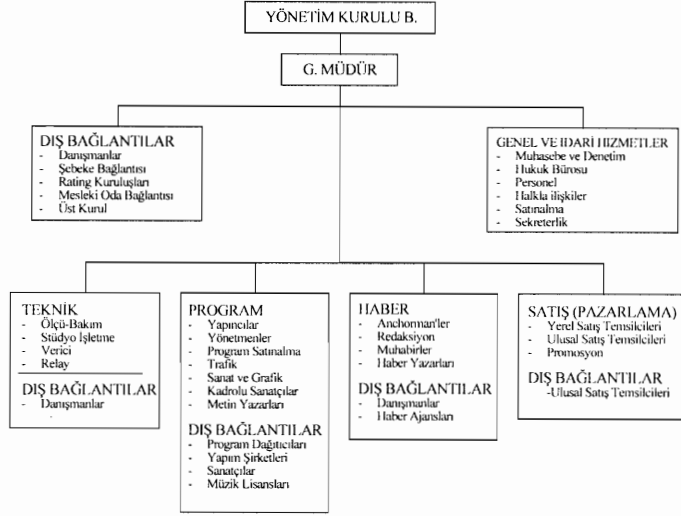 YÖNETİM KURULU B.
G. MÜDÜR
DIŞ BAĞLANTILAR
- Danışmanlar
- Şebeke Bağlantısı
- Rating Kuruluşları
- Mesleki Oda Bağlantısı
- Üst Kurul
GENEL VE IDARİ HIZMETLER
- Muhasebe ve Denetim
- Hukuk Bürosu
- Personel
- Halkla ilişkiler
- Satınalma
- Sekreterlik
TEKNİK
- Ölçü-Bakım
- Stüdyo İşletme
- Verici
- Relay
DIŞ BAĞLANTILAR
- Danışmanlar
PROGRAM
- Yapıncılar
- Yönetmenler
- Program Satınalma
- Trafik
- Sanat ve Grafik
- Kadrolu Sanatçılar
- Metin Yazarları
DIŞ BAĞLANTILAR
- Program Dağıtıcıları
- Yapım Şirketleri
- Sanatçılar
- Müzik Lisansları
HABER
- Anchorman'ler
- Redaksiyon
- Muhabirler
- Haber Yazarları
DIŞ BAĞLANTILAR
- Danışmanlar
- Haber Ajansları
SATIŞ (PAZARLAMA)
- Yerel Satış Temsilcileri
- Ulusal Satış Temsilcileri
- Promosyon
DIŞ BAĞLANTILAR
-Ulusal Satış Temsilcileri